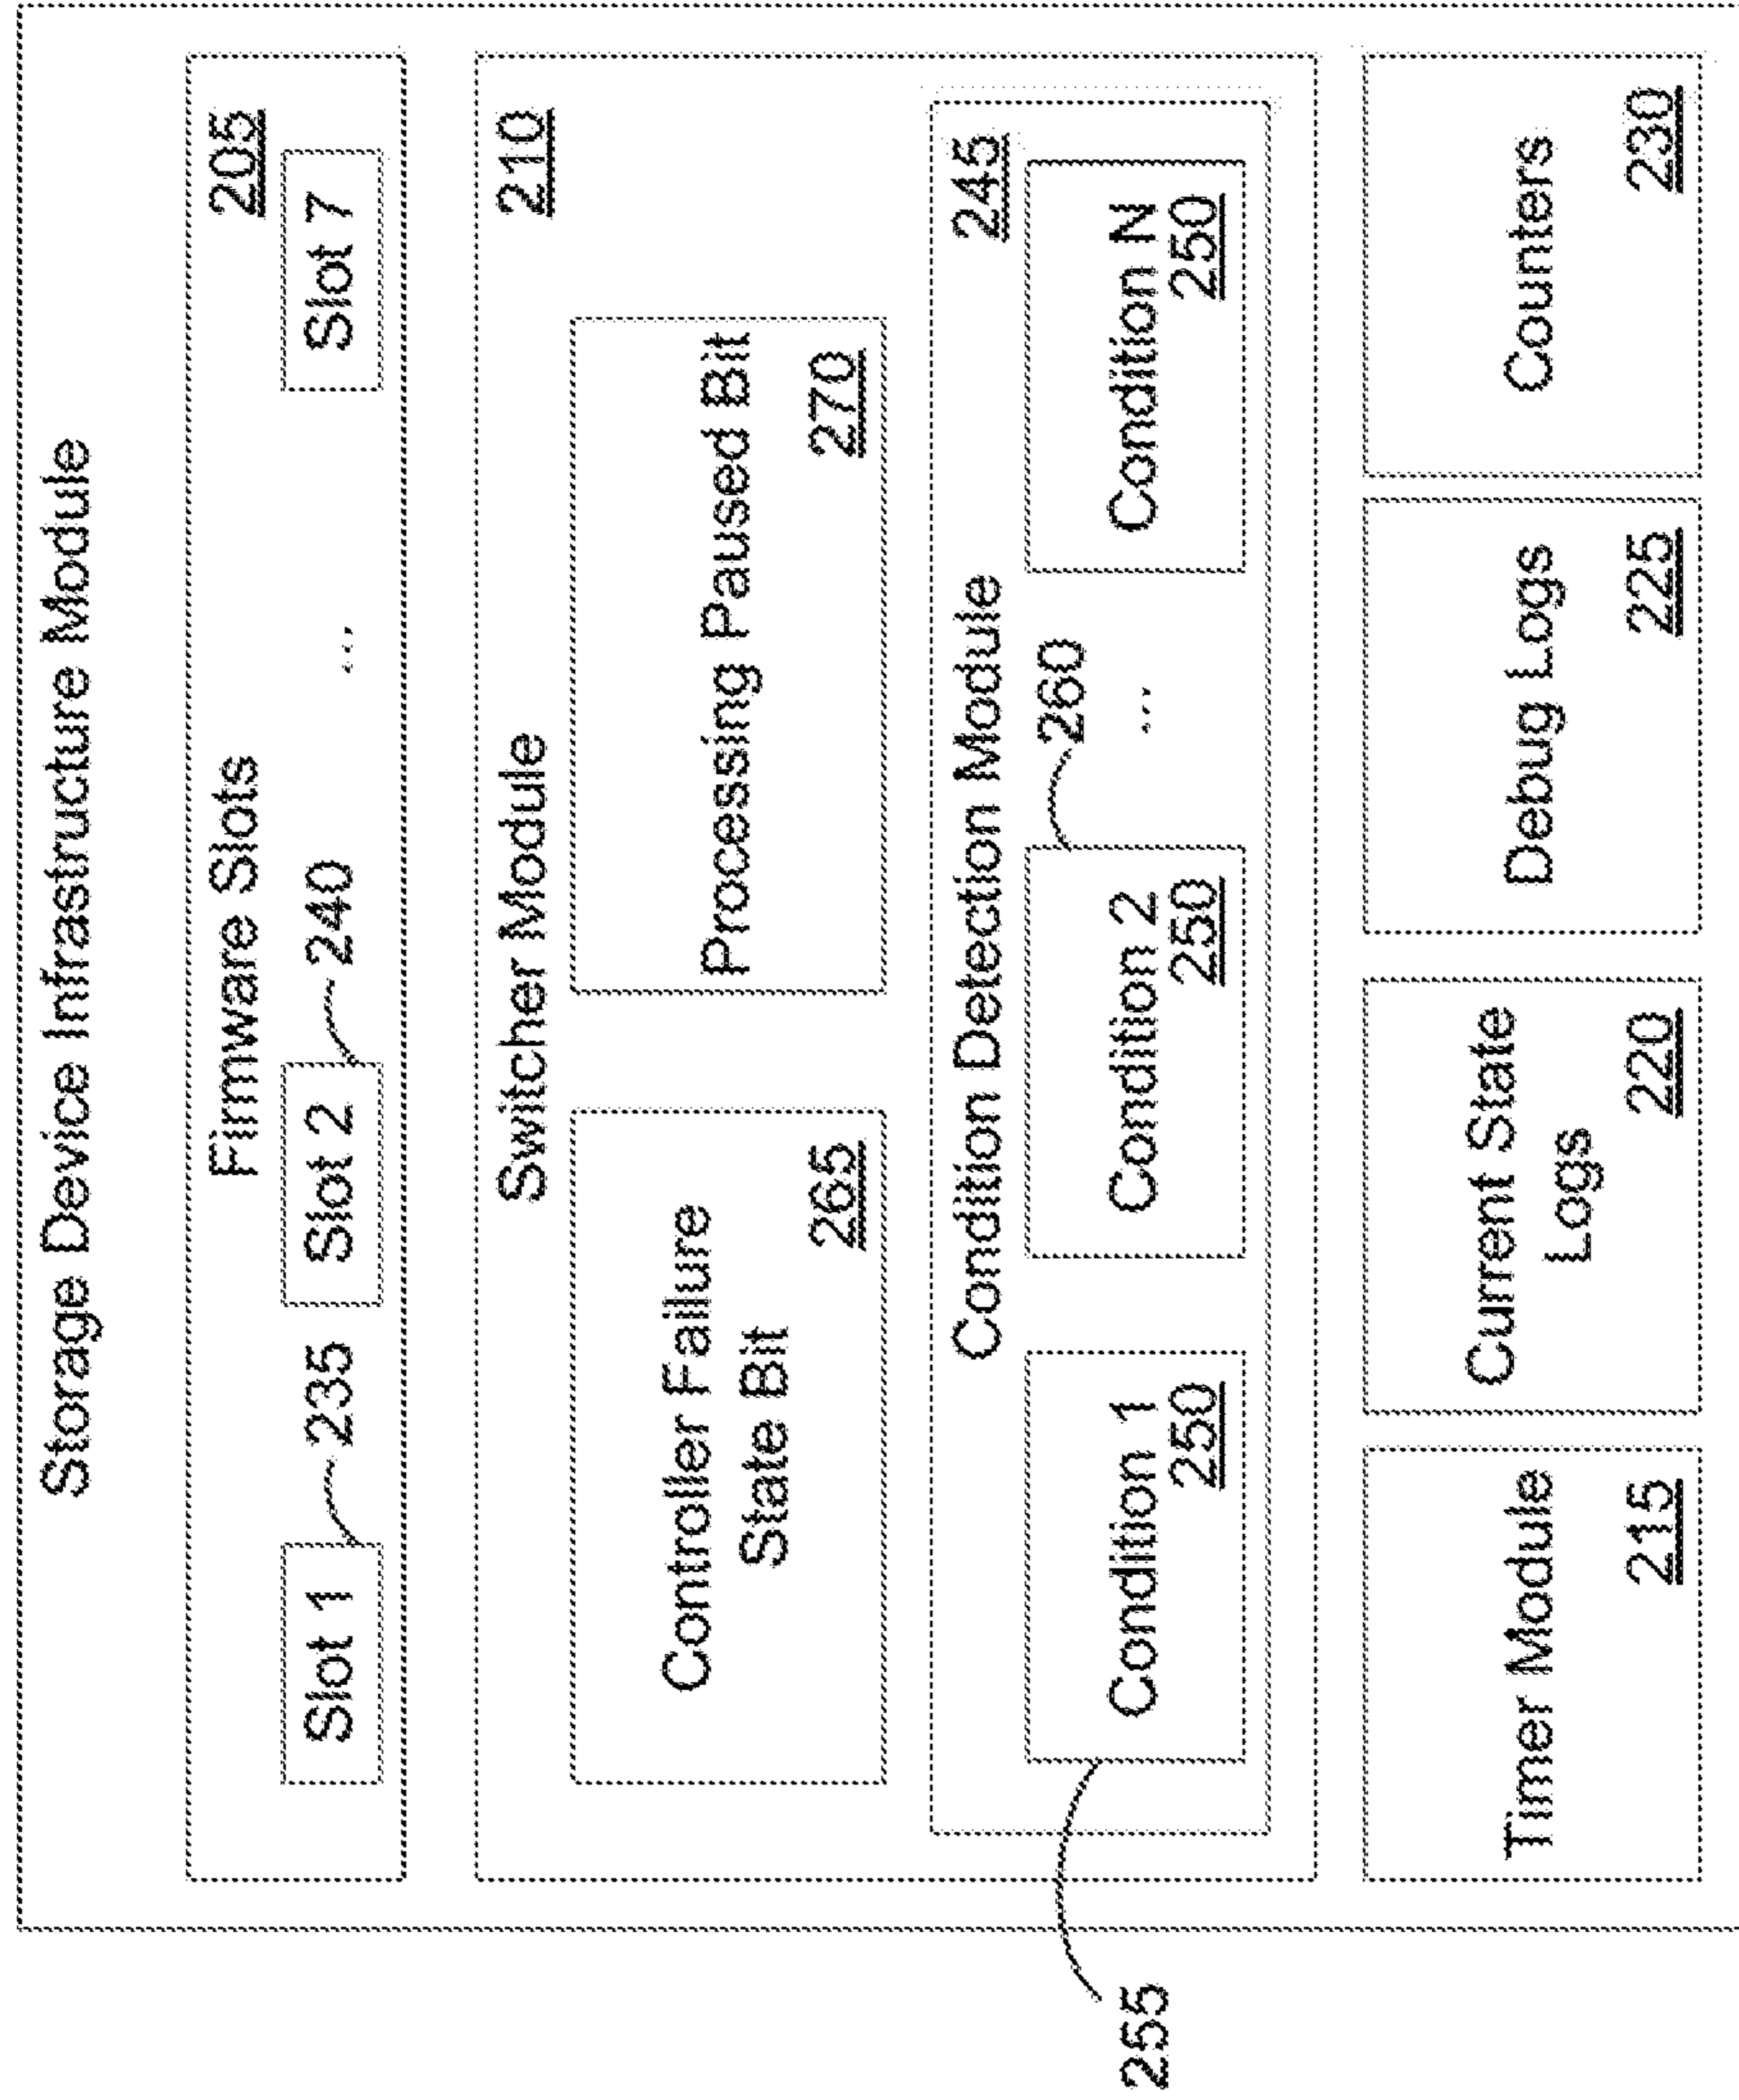 Storage Device Infrastructure Module
Firmware Slots
205
Slot 1
235
Slot 2
240
...
Slot 7
Switcher Module
210
Controller Failure
State Bit
265
Processing Paused Bit
270
Condition Detection Module
245
255
Condition 1
250
Condition 2
250
260
...
Condition N
250
Timer Module
215
Current State
Logs
220
Debug Logs
225
Counters
230